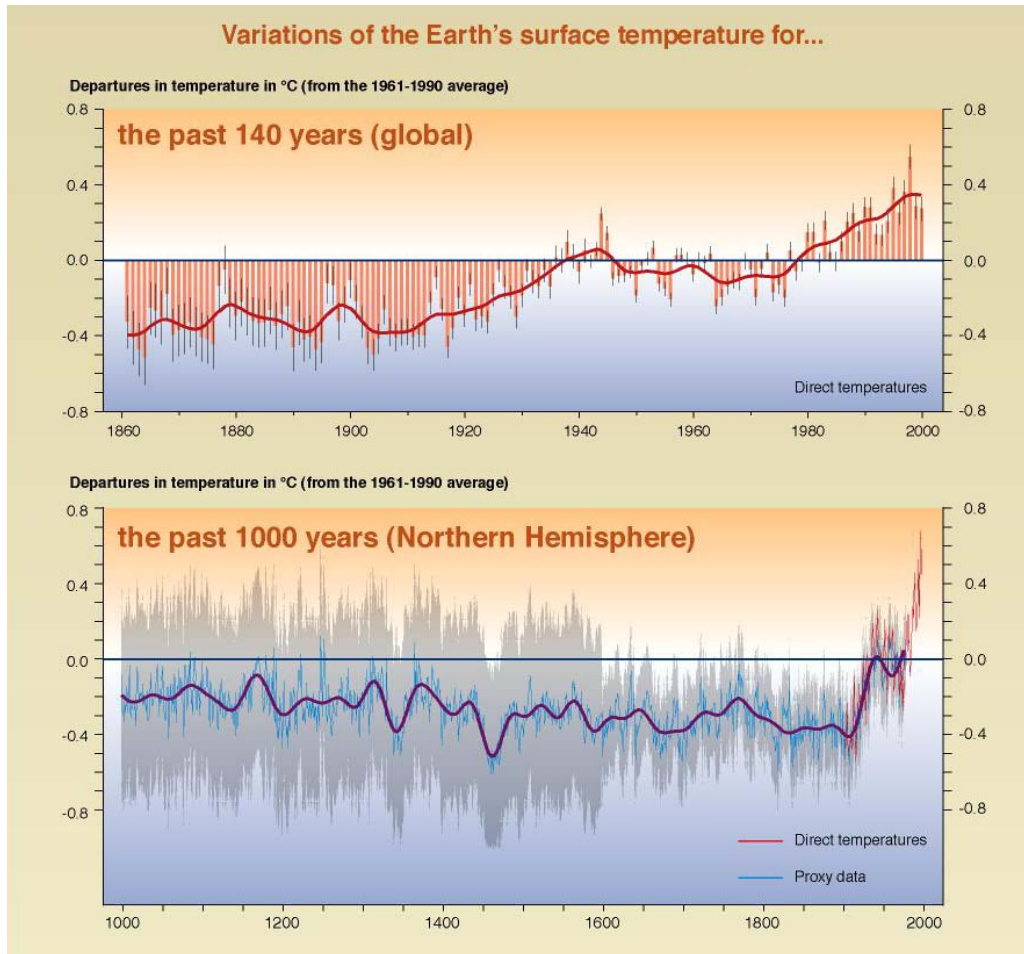 Variations of the Earth's surface temperature for...
Departures in temperature in °C (from the 1961-1990 average)
the past 140 years (global)
0.8 0.8
0.4 0.4
0.0 0.0
-0.4 -0.4
Direct temperatures
-0.8 -0.8
1860 1880 1900 1920 1940 1960 1980 2000
Departures in temperature in °C (from the 1961-1990 average)
0.8 0.8
the past 1000 years (Northern Hemisphere)
0.4 0.4
0.0 0.0
-0.4 -0.4
-0.8 -0.8
Direct temperatures
Proxy data
1000 1200 1400 1600 1800 2000